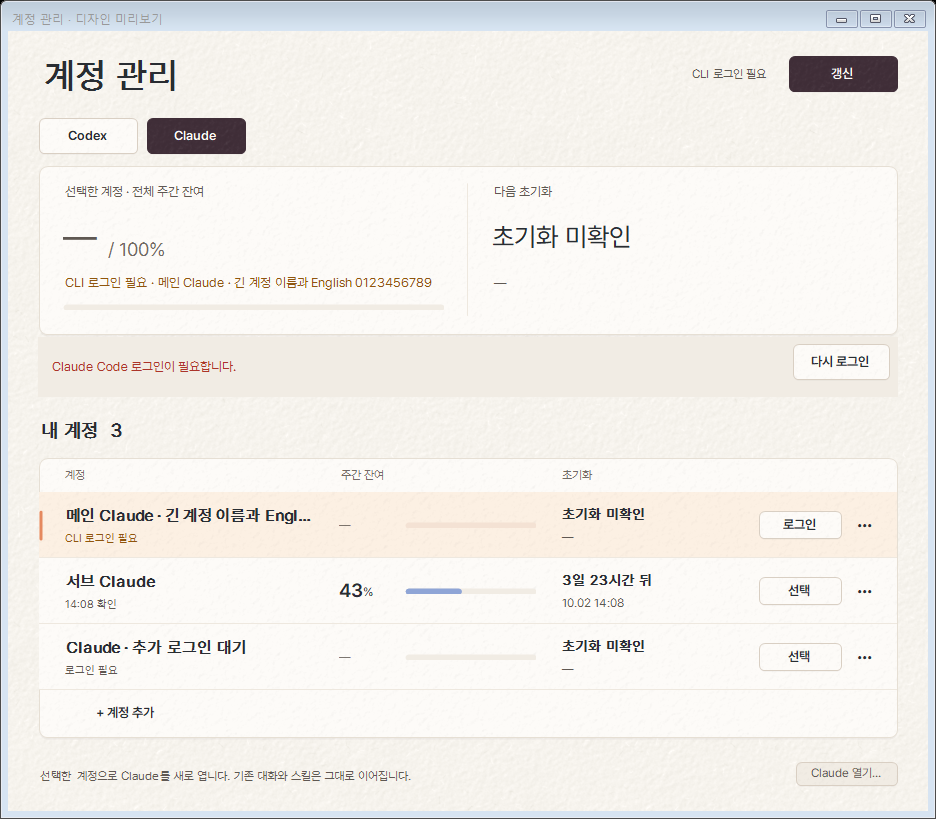 계정 관리 · 디자인 미리보기
계정 관리
CLI 로그인 필요
갱신
Codex
Claude
선택한 계정 · 전체 주간 잔여
다음 초기화
— / 100%
초기화 미확인
CLI 로그인 필요 · 메인 Claude · 긴 계정 이름과 English 0123456789
—
Claude Code 로그인이 필요합니다.
다시 로그인
내 계정 3
계정
주간 잔여
초기화
메인 Claude · 긴 계정 이름과 Engl...
CLI 로그인 필요
—
초기화 미확인
—
로그인
...
서브 Claude
14:08 확인
43%
3일 23시간 뒤
10.02 14:08
선택
...
Claude · 추가 로그인 대기
로그인 필요
—
초기화 미확인
—
선택
...
+ 계정 추가
선택한 계정으로 Claude를 새로 엽니다. 기존 대화와 스킬은 그대로 이어집니다.
Claude 열기...